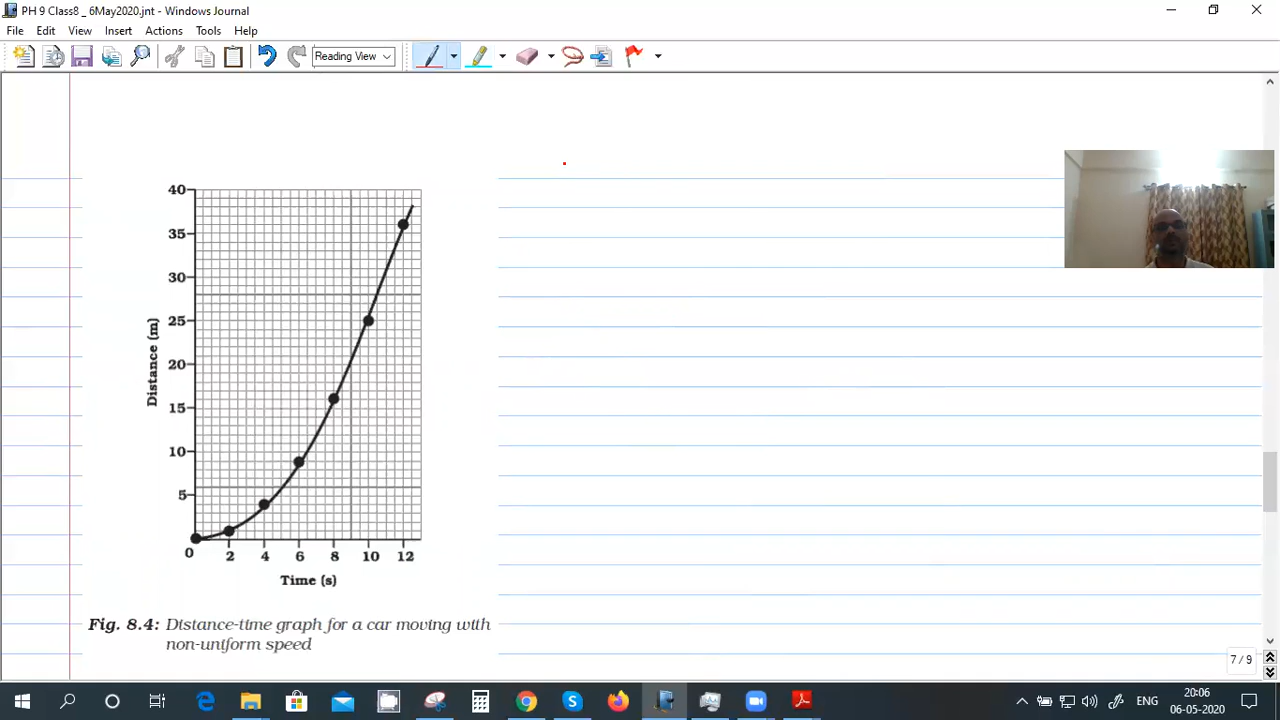 PH 9 Class8 _ 6May2020.jnt - Windows Journal
File Edit View Insert Actions Tools Help
Reading View
40
35
30
25
20
15
10
5
0 2 4 6 8 10 12
Distance (m)
Time (s)
Fig. 8.4: Distance-time graph for a car moving with
non-uniform speed
7 / 9
ENG
20:06
06-05-2020